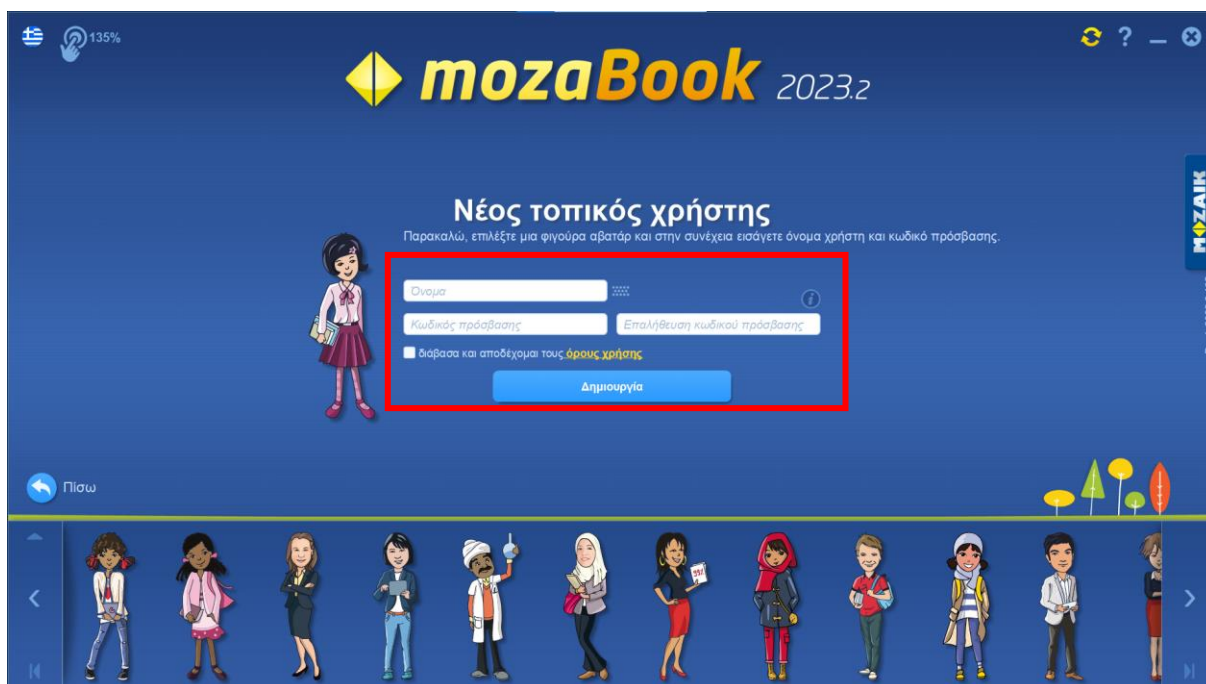 135%
mozaBook 2023.2
MOZAIK
Νέος τοπικός χρήστης
Παρακαλώ, επιλέξτε μια φιγούρα αβατάρ και στην συνέχεια εισάγετε όνομα χρήστη και κωδικό πρόσβασης.
Όνομα
Κωδικός πρόσβασης Επαλήθευση κωδικού πρόσβασης
διάβασα και αποδέχομαι τους όρους χρήσης
Δημιουργία
Πίσω